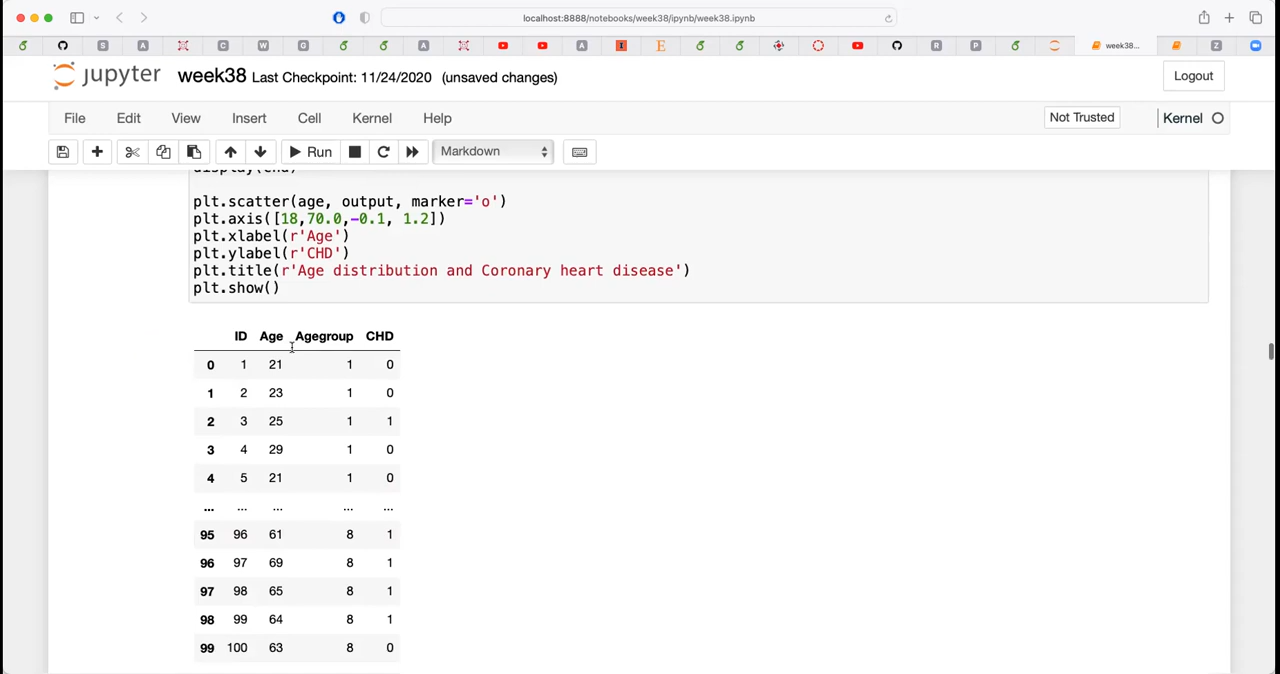 localhost:8888/notebooks/week38/ipynb/week38.ipynb
S A C W G A A I E R P week38... Z
jupyter week38 Last Checkpoint: 11/24/2020 (unsaved changes) Logout
File Edit View Insert Cell Kernel Help Not Trusted Kernel
Run Markdown
display(chd)
plt.scatter(age, output, marker='o')
plt.axis([18,70.0,-0.1, 1.2])
plt.xlabel(r'Age')
plt.ylabel(r'CHD')
plt.title(r'Age distribution and Coronary heart disease')
plt.show()
ID Age Agegroup CHD
0 1 21 1 0
1 2 23 1 0
2 3 25 1 1
3 4 29 1 0
4 5 21 1 0
... ... ... ... ...
95 96 61 8 1
96 97 69 8 1
97 98 65 8 1
98 99 64 8 1
99 100 63 8 0